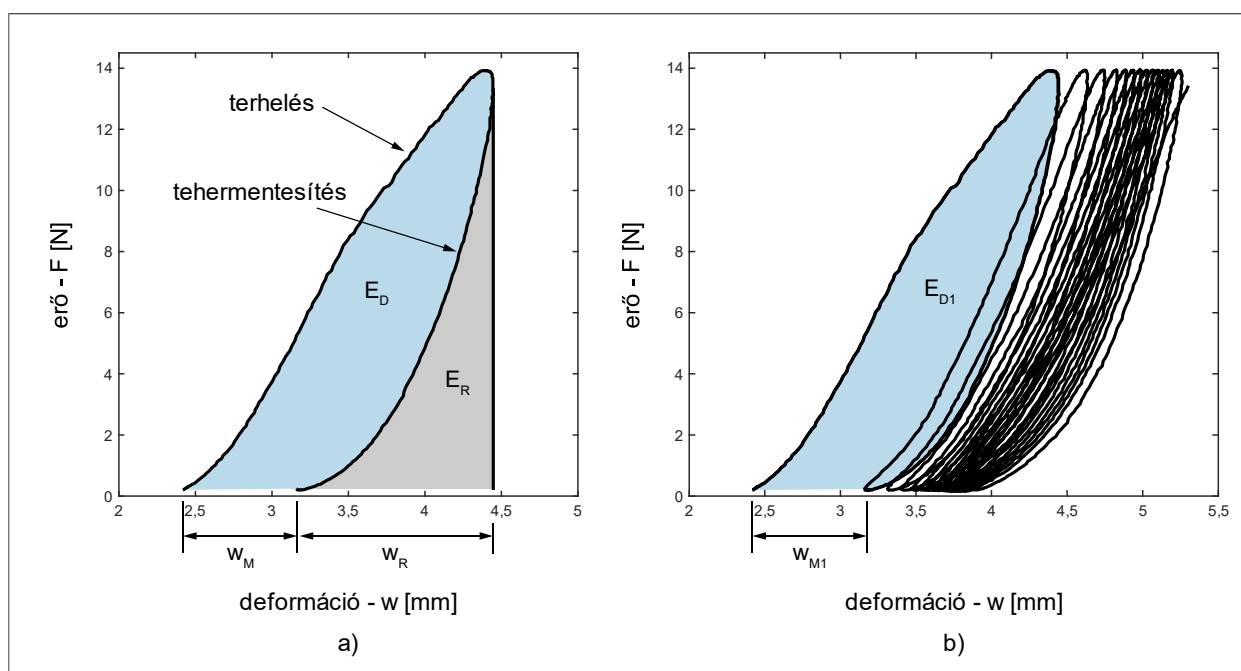 14
12
10
8
6
4
2
0
2
2,5
3
3,5
4
4,5
5
erő - F [N]
terhelés
tehermentesítés
E_D
E_R
w_M
w_R
deformáció - w [mm]
a)
14
12
10
8
6
4
2
0
2
2,5
3
3,5
4
4,5
5
5,5
erő - F [N]
E_D1
w_M1
deformáció - w [mm]
b)